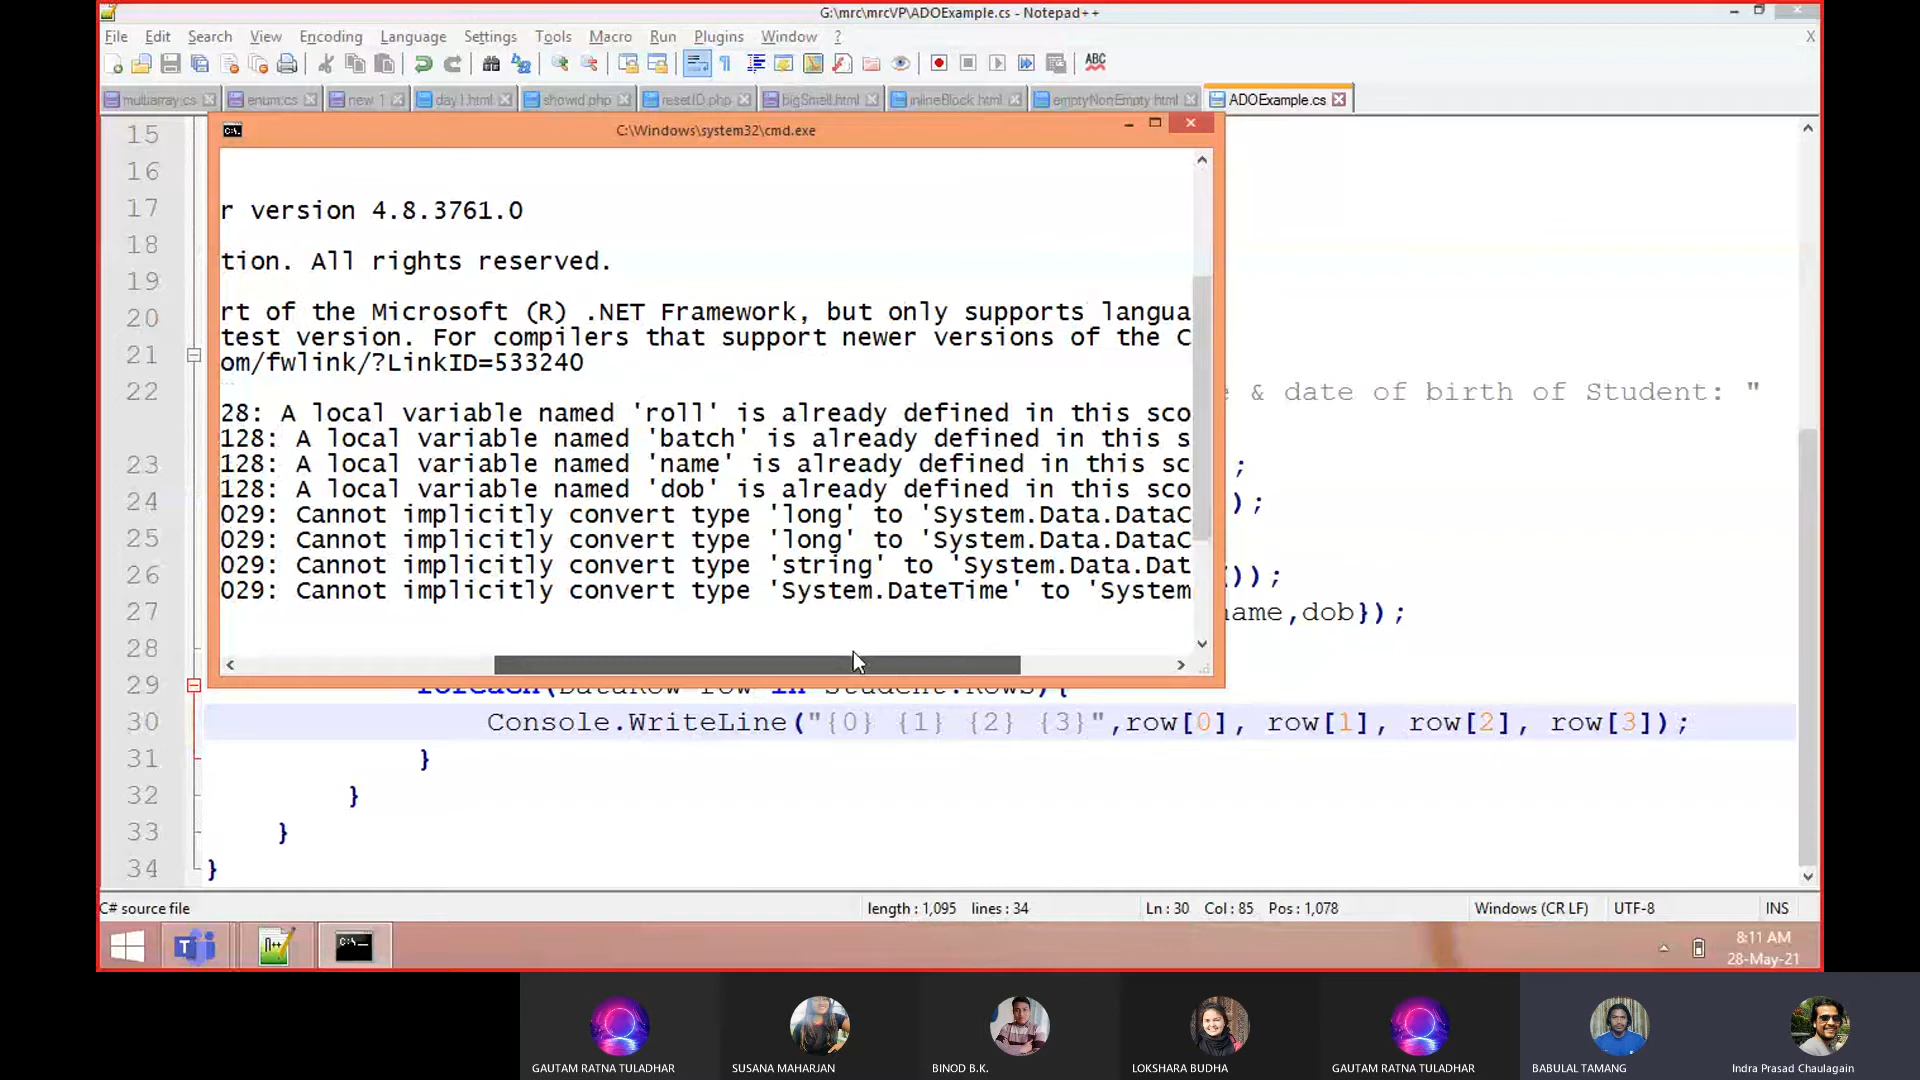 G:\mrc\mrcVP\ADOExample.cs - Notepad++
File Edit Search View Encoding Language Settings Tools Macro Run Plugins Window ?
X
ABC
multiarray.cs enum.cs new 1 day1.html showid.php resetID.php bigSmall.html inlineBlock.html emptyNonEmpty.html ADOExample.cs
C:\Windows\system32\cmd.exe
r version 4.8.3761.0
tion. All rights reserved.
rt of the Microsoft (R) .NET Framework, but only supports langua
test version. For compilers that support newer versions of the C
om/fwlink/?LinkID=533240
28: A local variable named 'roll' is already defined in this sco
128: A local variable named 'batch' is already defined in this s
128: A local variable named 'name' is already defined in this sc
128: A local variable named 'dob' is already defined in this sco
029: Cannot implicitly convert type 'long' to 'System.Data.DataC
029: Cannot implicitly convert type 'long' to 'System.Data.DataC
029: Cannot implicitly convert type 'string' to 'System.Data.Dat
029: Cannot implicitly convert type 'System.DateTime' to 'System
15
16
17
18
19
20
21
22 & date of birth of Student: "
23 ;
24 );
25
26 ());
27 name,dob});
28
29 foreach(DataRow row in Student.Rows){
30 Console.WriteLine("{0} {1} {2} {3}",row[0], row[1], row[2], row[3]);
31 }
32 }
33 }
34 }
C# source file length : 1,095 lines : 34 Ln : 30 Col : 85 Pos : 1,078 Windows (CR LF) UTF-8 INS
8:11 AM
28-May-21
GAUTAM RATNA TULADHAR SUSANA MAHARJAN BINOD B.K. LOKSHARA BUDHA GAUTAM RATNA TULADHAR BABULAL TAMANG Indra Prasad Chaulagain